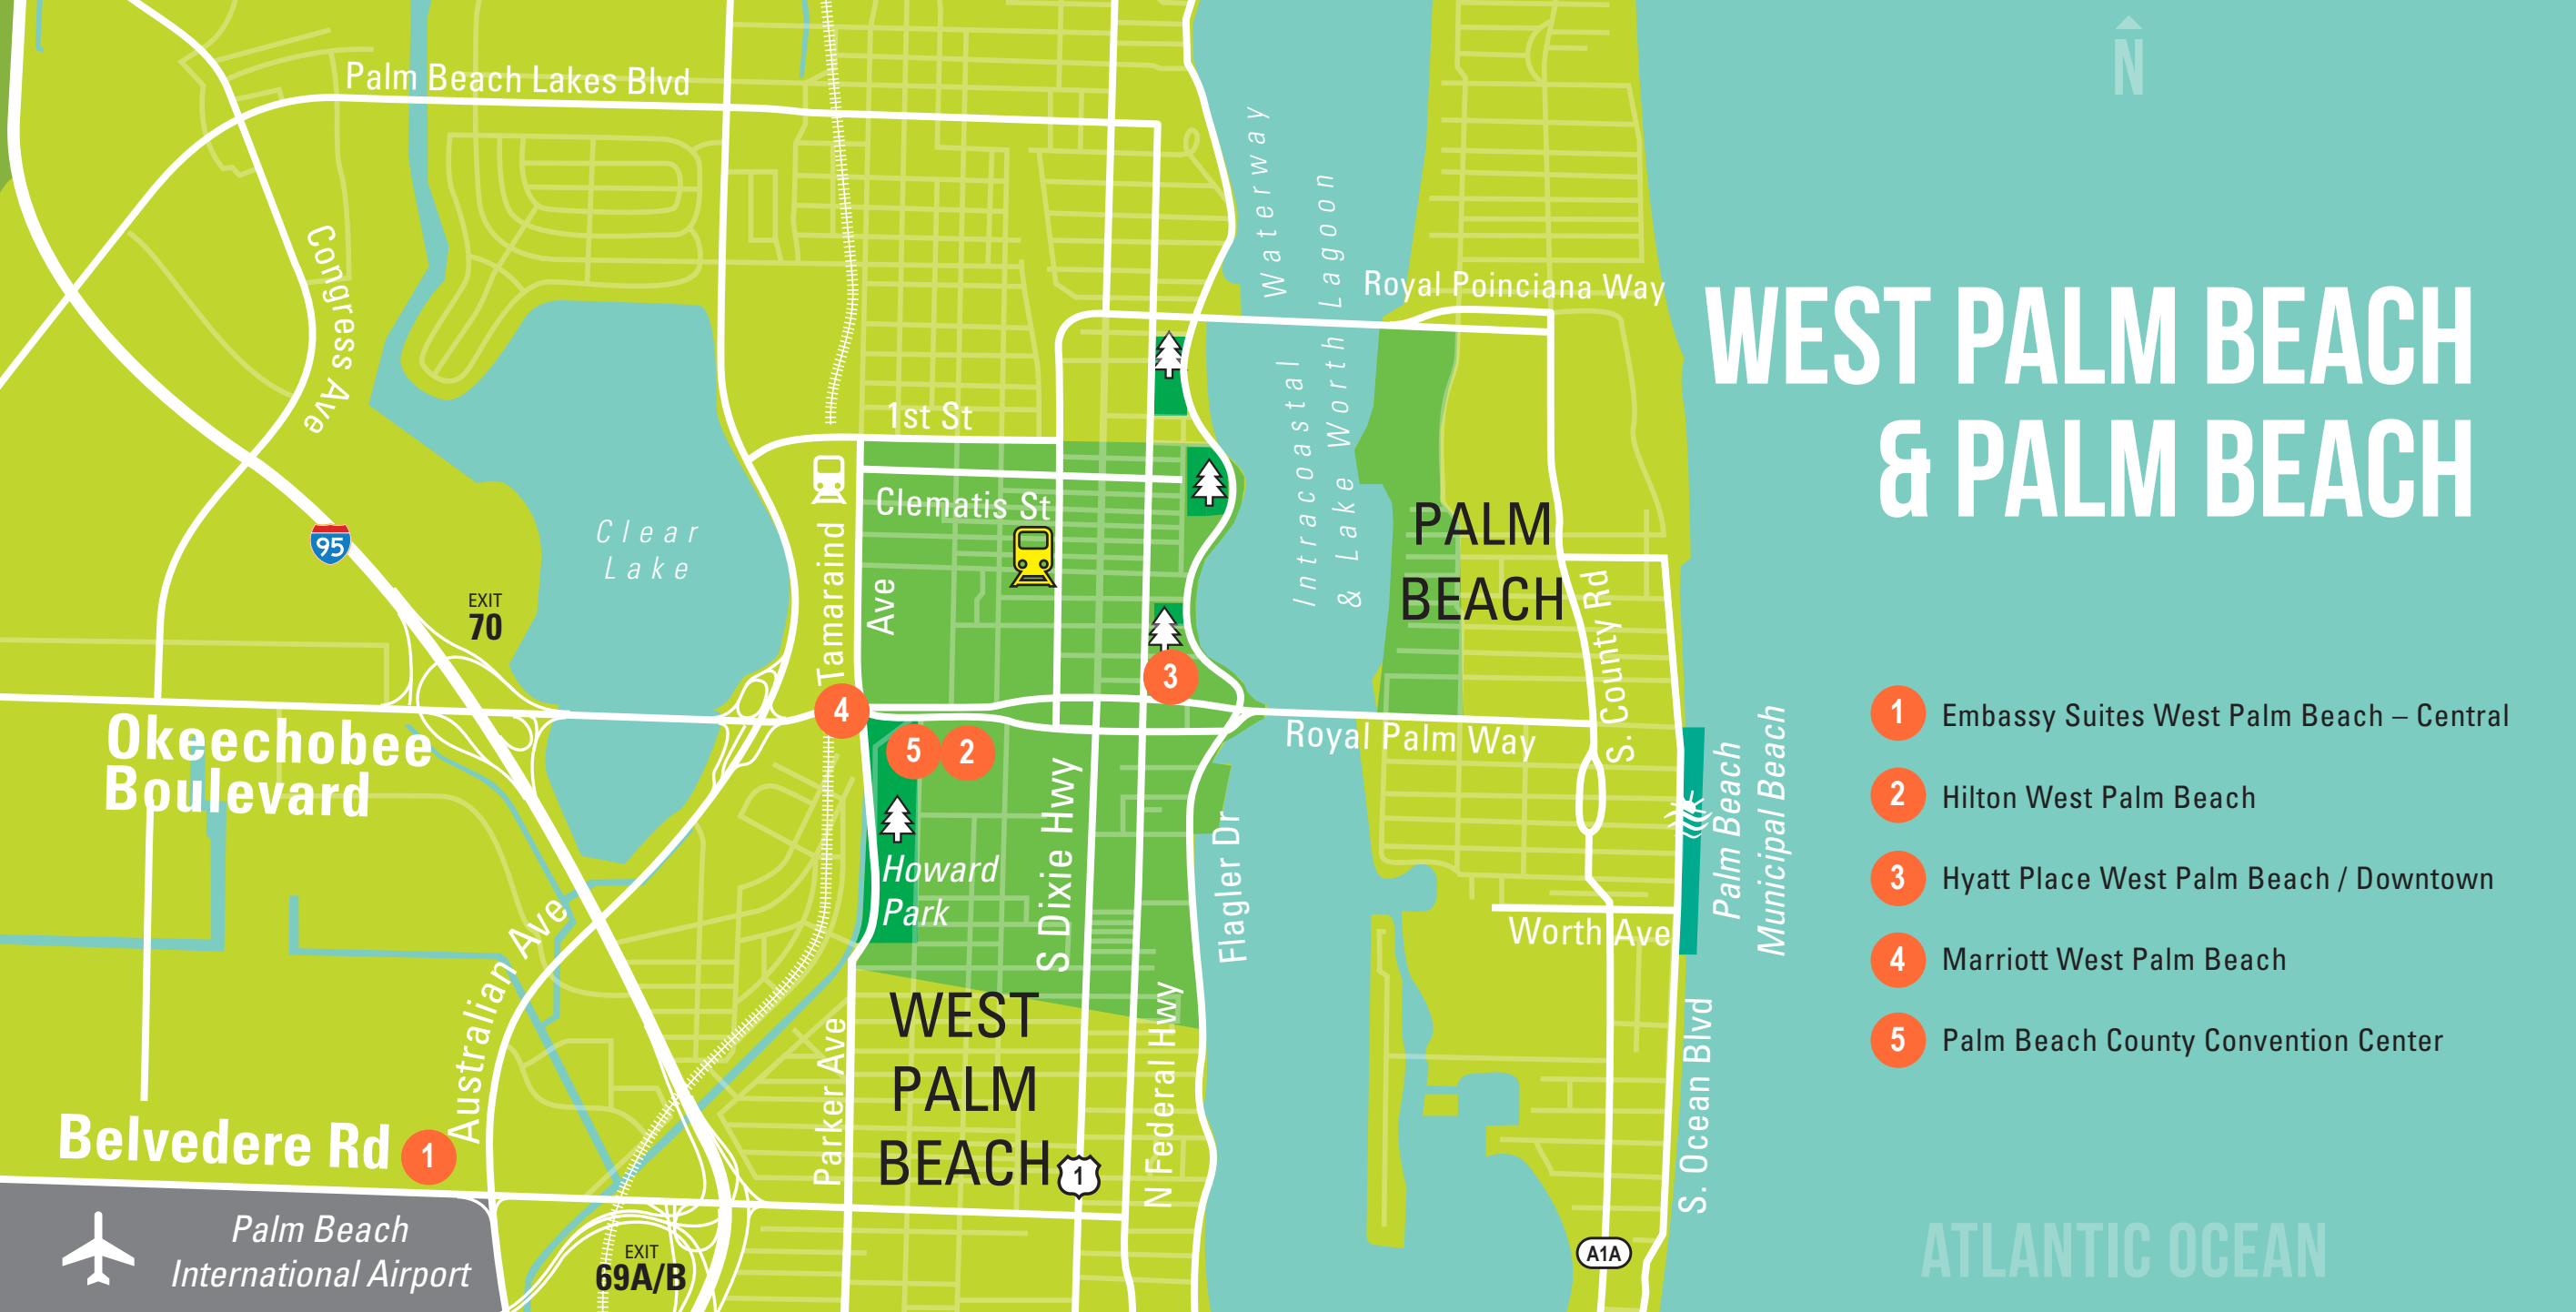 N
WEST PALM BEACH
& PALM BEACH
Palm Beach Lakes Blvd
Congress Ave
Waterway
Intracoastal
& Lake Worth Lagoon
Royal Poinciana Way
1st St
Clematis St
Tamaraind
Ave
Clear
Lake
95
EXIT
70
PALM
BEACH
S. County Rd
Okeechobee
Boulevard
4
3
5
2
Royal Palm Way
Howard
Park
S Dixie Hwy
Flagler Dr
Worth Ave
Palm Beach
Municipal Beach
Australian Ave
Parker Ave
WEST
PALM
BEACH
1
N Federal Hwy
S. Ocean Blvd
Belvedere Rd
1
Palm Beach
International Airport
EXIT
69A/B
A1A
1 Embassy Suites West Palm Beach – Central
2 Hilton West Palm Beach
3 Hyatt Place West Palm Beach / Downtown
4 Marriott West Palm Beach
5 Palm Beach County Convention Center
ATLANTIC OCEAN